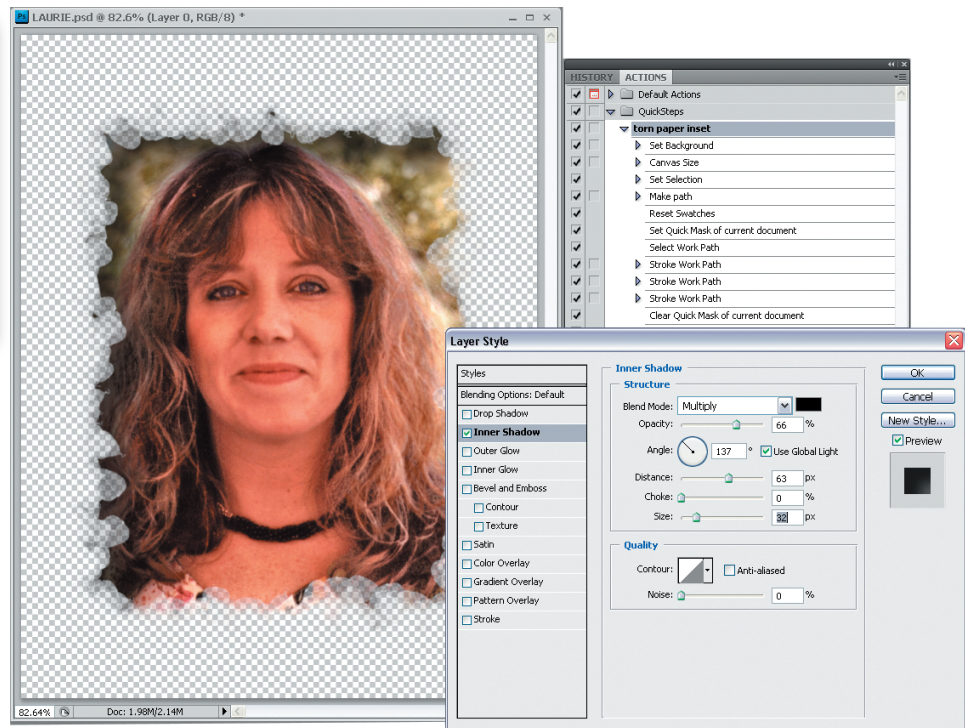 LAURIE.psd @ 82.6% (Layer 0, RGB/8) *
HISTORY ACTIONS
Default Actions
QuickSteps
torn paper inset
Set Background
Canvas Size
Set Selection
Make path
Reset Swatches
Set Quick Mask of current document
Select Work Path
Stroke Work Path
Stroke Work Path
Stroke Work Path
Clear Quick Mask of current document
Layer Style
Styles
Blending Options: Default
Drop Shadow
Inner Shadow
Outer Glow
Inner Glow
Bevel and Emboss
Contour
Texture
Satin
Color Overlay
Gradient Overlay
Pattern Overlay
Stroke
Inner Shadow
Structure
Blend Mode: Multiply
Opacity: 66 %
Angle: 137 ° Use Global Light
Distance: 63 px
Choke: 0 %
Size: 32 px
Quality
Contour: Anti-aliased
Noise: 0 %
OK
Cancel
New Style...
Preview
82.64% Doc: 1.98M/2.14M